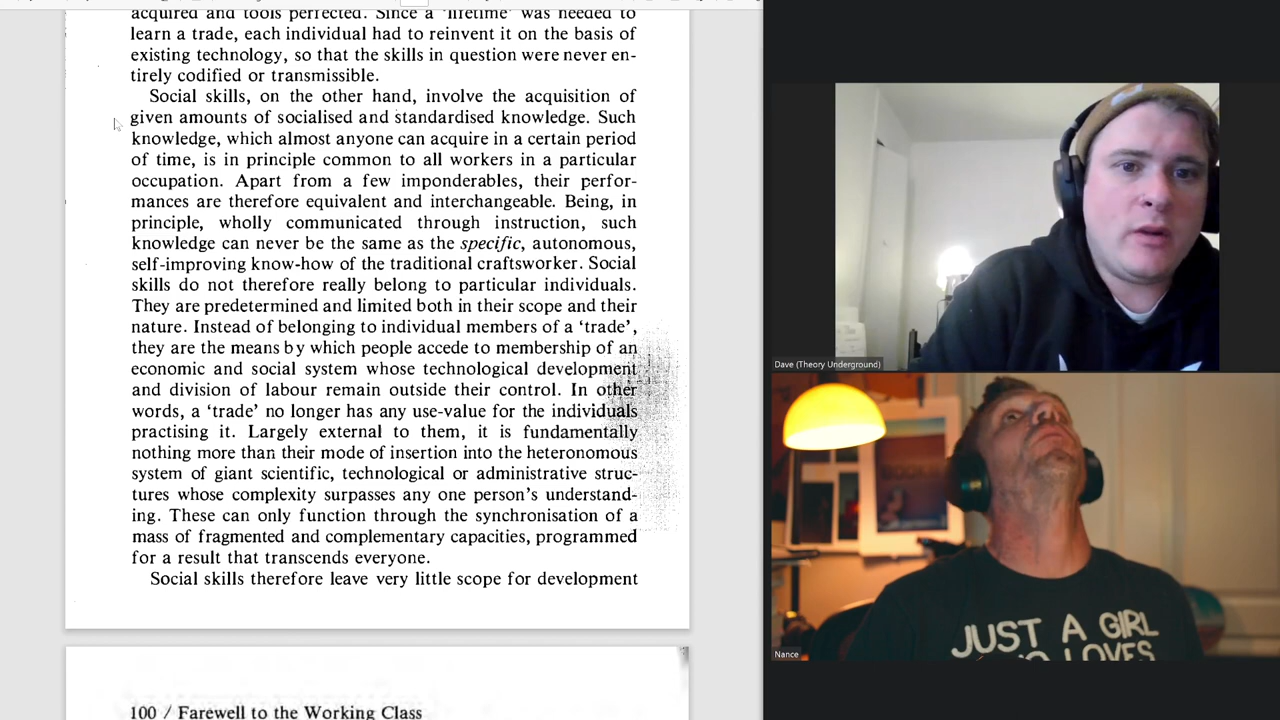 acquired and tools perfected. Since a 'lifetime' was needed to
learn a trade, each individual had to reinvent it on the basis of
existing technology, so that the skills in question were never en-
tirely codified or transmissible.
Social skills, on the other hand, involve the acquisition of
given amounts of socialised and standardised knowledge. Such
knowledge, which almost anyone can acquire in a certain period
of time, is in principle common to all workers in a particular
occupation. Apart from a few imponderables, their perfor-
mances are therefore equivalent and interchangeable. Being, in
principle, wholly communicated through instruction, such
knowledge can never be the same as the specific, autonomous,
self-improving know-how of the traditional craftsworker. Social
skills do not therefore really belong to particular individuals.
They are predetermined and limited both in their scope and their
nature. Instead of belonging to individual members of a 'trade',
they are the means by which people accede to membership of an
economic and social system whose technological development
and division of labour remain outside their control. In other
words, a 'trade' no longer has any use-value for the individuals
practising it. Largely external to them, it is fundamentally
nothing more than their mode of insertion into the heteronomous
system of giant scientific, technological or administrative struc-
tures whose complexity surpasses any one person's understand-
ing. These can only function through the synchronisation of a
mass of fragmented and complementary capacities, programmed
for a result that transcends everyone.
Social skills therefore leave very little scope for development
100 / Farewell to the Working Class
Dave (Theory Underground)
JUST A GIRL
LOVES
Nance